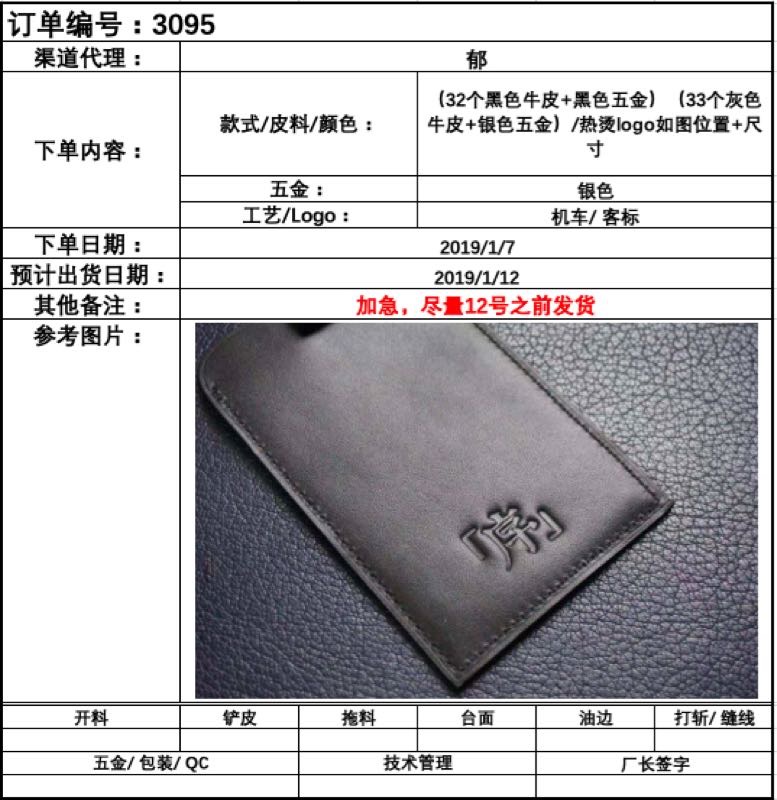 订单编号：3095
渠道代理： 郁
下单内容：
款式/皮料/颜色：
（32个黑色牛皮+黑色五金）（33个灰色
牛皮+银色五金）/热烫logo如图位置+尺
寸
五金： 银色
工艺/Logo： 机车/ 客标
下单日期： 2019/1/7
预计出货日期： 2019/1/12
其他备注： 加急，尽量12号之前发货
参考图片：
「序」
开料 铲皮 拖料 台面 油边 打斩/ 缝线
五金/ 包装/ QC 技术管理 厂长签字